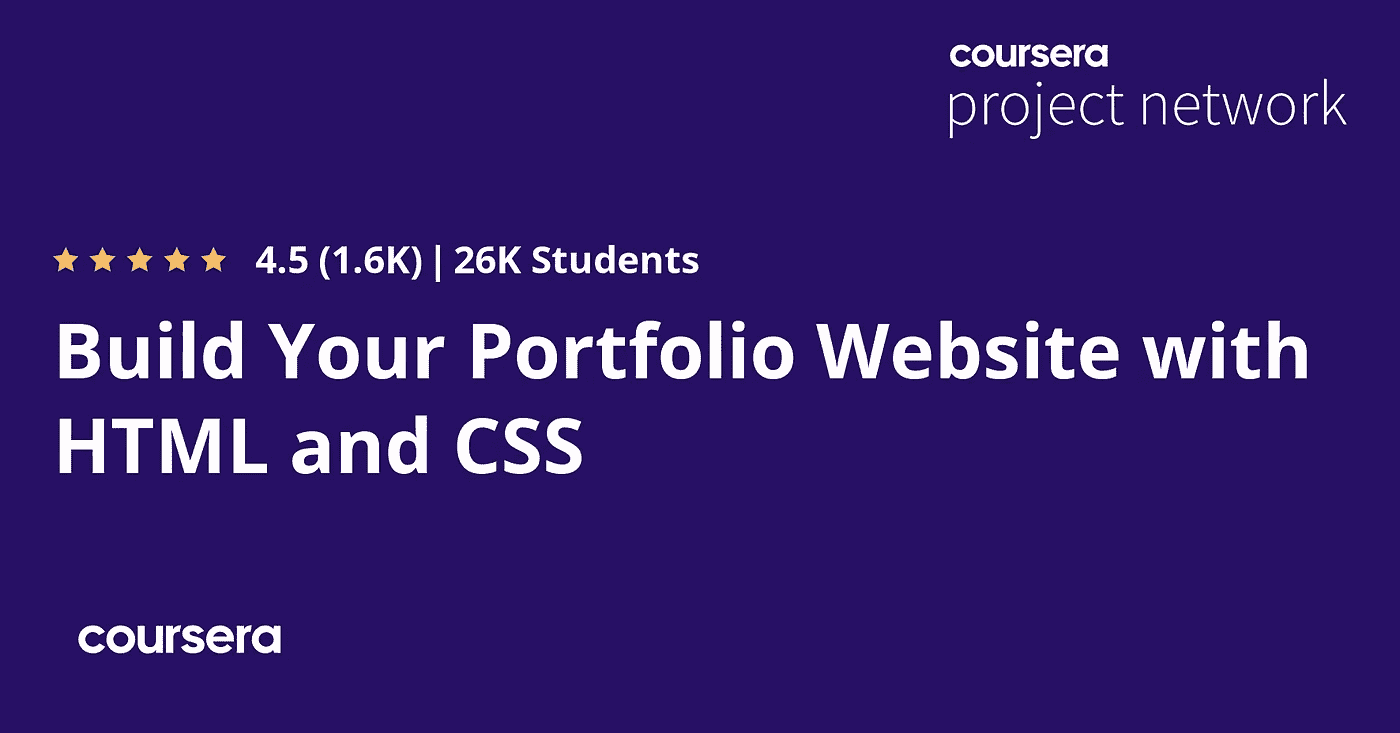 coursera
project network
4.5 (1.6K) | 26K Students
Build Your Portfolio Website with
HTML and CSS
coursera